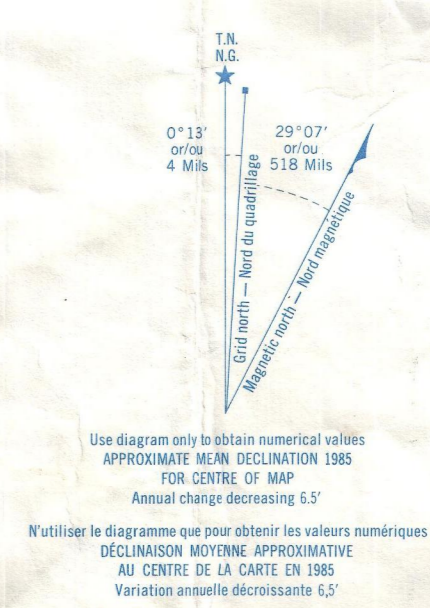 T.N.
N.G.
0°13′
or/ou
4 Mils
29°07′
or/ou
518 Mils
Grid north — Nord du quadrillage
Magnetic north — Nord magnétique
Use diagram only to obtain numerical values
APPROXIMATE MEAN DECLINATION 1985
FOR CENTRE OF MAP
Annual change decreasing 6.5′
N'utiliser le diagramme que pour obtenir les valeurs numériques
DÉCLINAISON MOYENNE APPROXIMATIVE
AU CENTRE DE LA CARTE EN 1985
Variation annuelle décroissante 6,5′